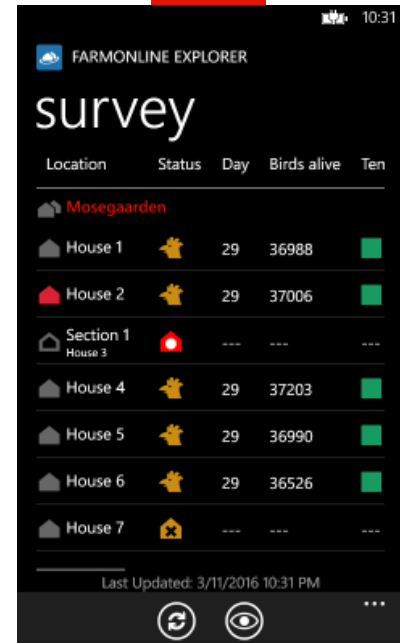 10:31
FARMONLINE EXPLORER
survey
Location Status Day Birds alive Ten
Mosegaarden
House 1 29 36988
House 2 29 37006
Section 1 --- --- ---
House 3
House 4 29 37203
House 5 29 36990
House 6 29 36526
House 7 --- --- ---
Last Updated: 3/11/2016 10:31 PM